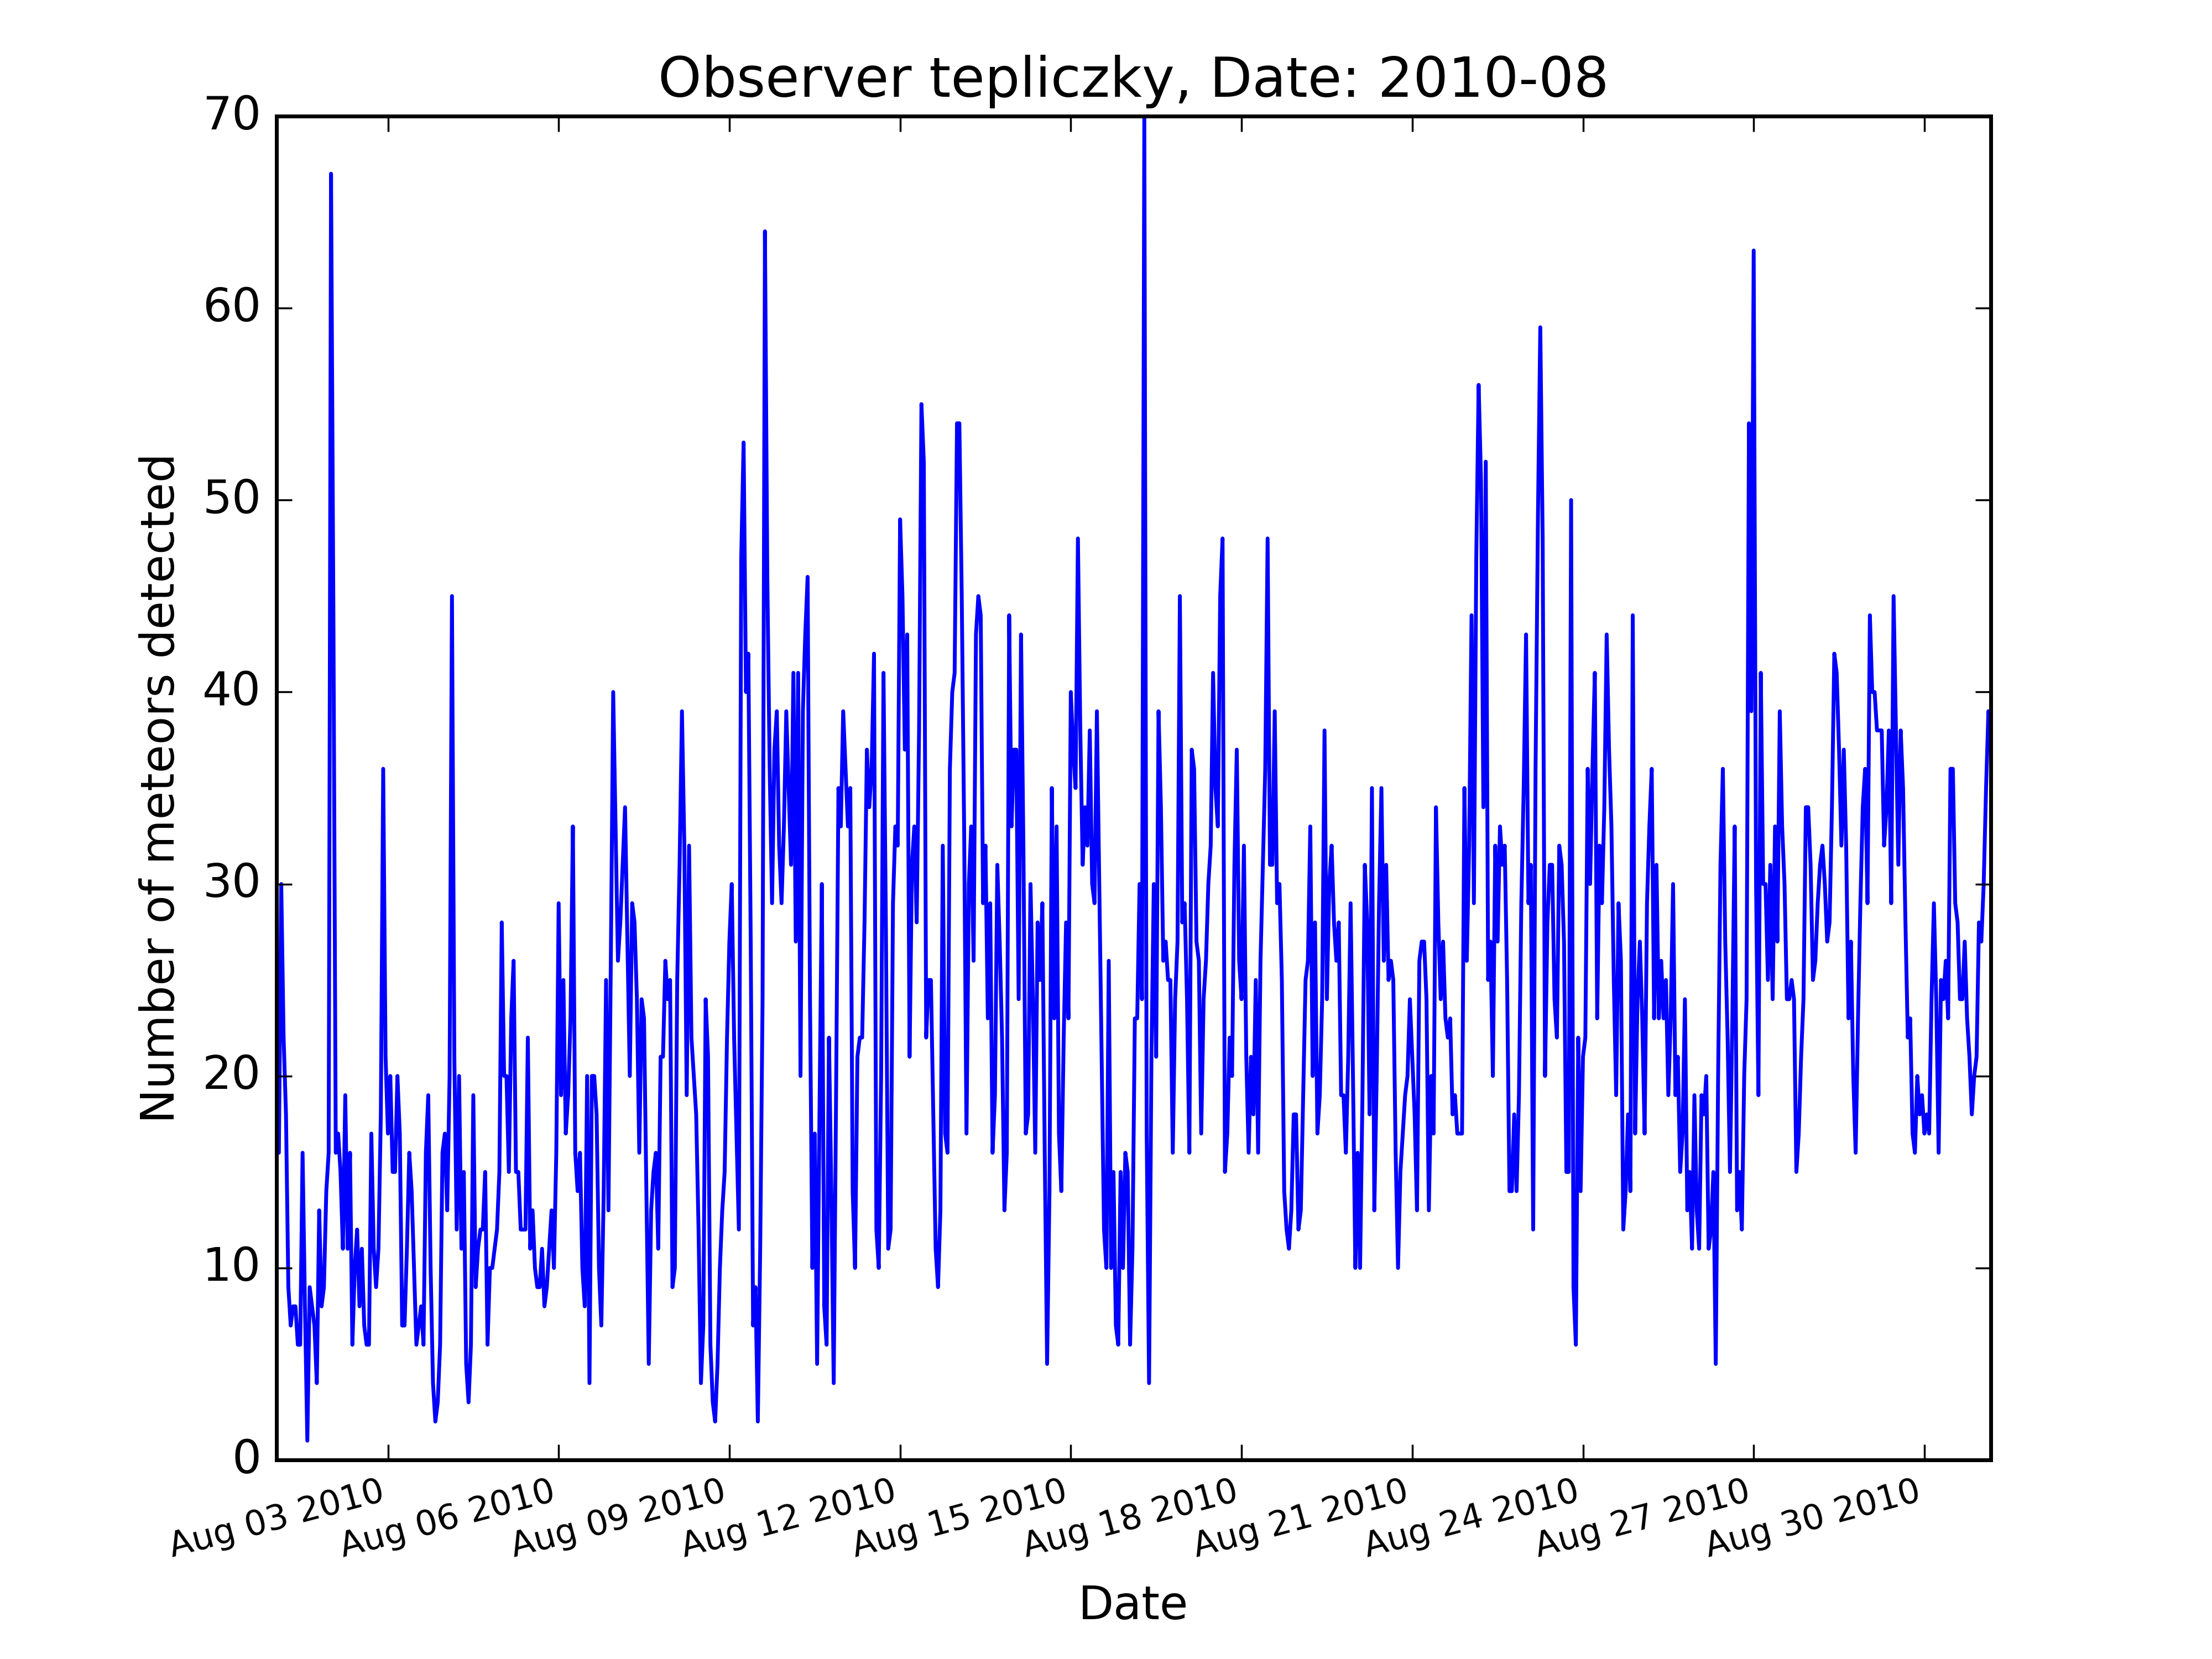 Observer tepliczky, Date: 2010-08
70
60
50
40
30
20
10
0
Number of meteors detected
Aug 03 2010
Aug 06 2010
Aug 09 2010
Aug 12 2010
Aug 15 2010
Aug 18 2010
Aug 21 2010
Aug 24 2010
Aug 27 2010
Aug 30 2010
Date